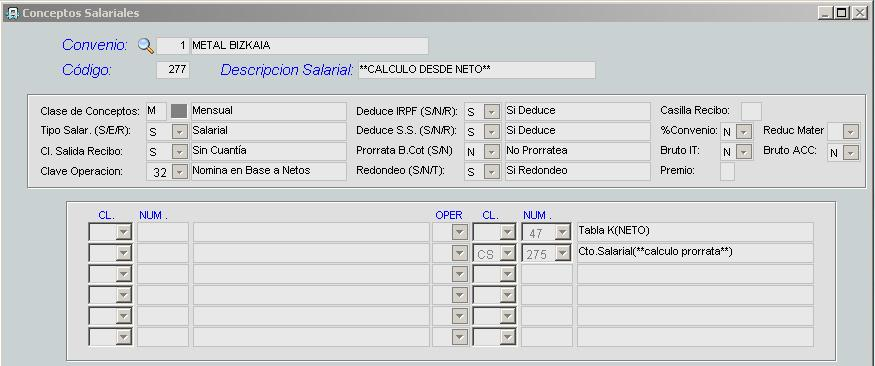 Conceptos Salariales
Convenio: 1 METAL BIZKAIA
Código: 277 Descripcion Salarial: **CALCULO DESDE NETO**
Clase de Conceptos: M Mensual Deduce IRPF (S/N/R): S Si Deduce Casilla Recibo:
Tipo Salar. (S/E/R): S Salarial Deduce S.S. (S/N/R): S Si Deduce %Convenio: N Reduc Mater
Cl. Salida Recibo: S Sin Cuantía Prorrata B.Cot (S/N) N No Prorratea Bruto IT: N Bruto ACC: N
Clave Operacion: 32 Nomina en Base a Netos Redondeo (S/N/T): S Si Redondeo Premio:
CL. NUM . OPER CL. NUM .
47 Tabla K(NETO)
CS 275 Cto.Salarial(**calculo prorrata**)